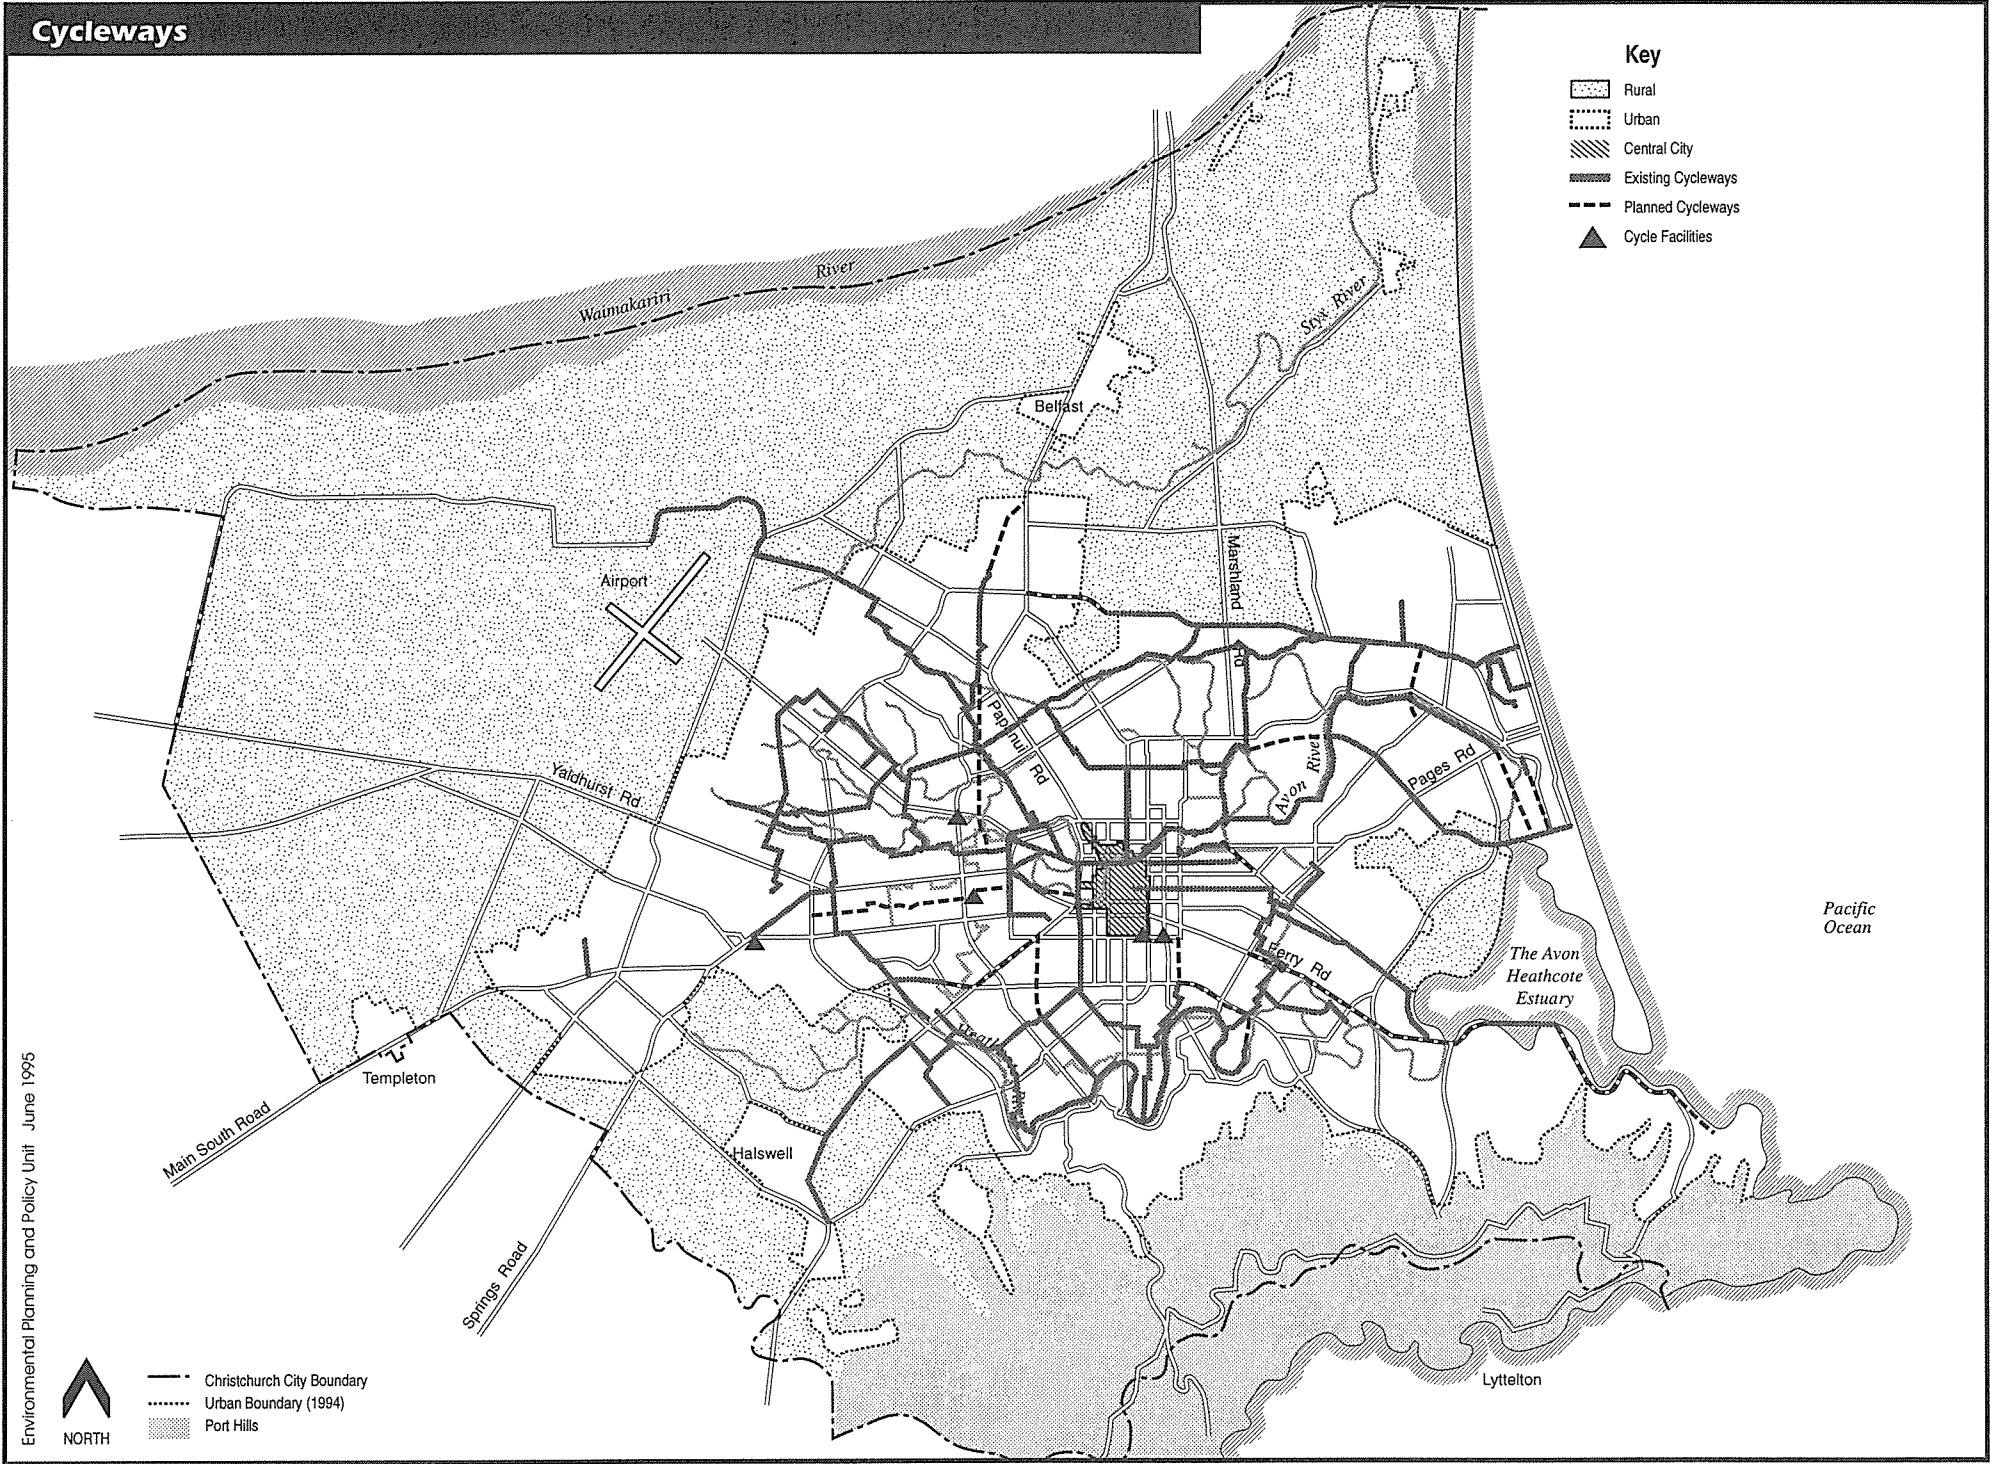 Cycleways
Key
Rural
Urban
Central City
Existing Cycleways
Planned Cycleways
Cycle Facilities
Waimakariri River
Styx River
Belfast
Airport
Marshland Rd
Papanui Rd
Yaldhurst Rd
Avon River
Pages Rd
Ferry Rd
Pacific
Ocean
The Avon
Heathcote
Estuary
Templeton
Main South Road
Halswell
Springs Road
Lyttelton
Environmental Planning and Policy Unit June 1995
NORTH
Christchurch City Boundary
Urban Boundary (1994)
Port Hills